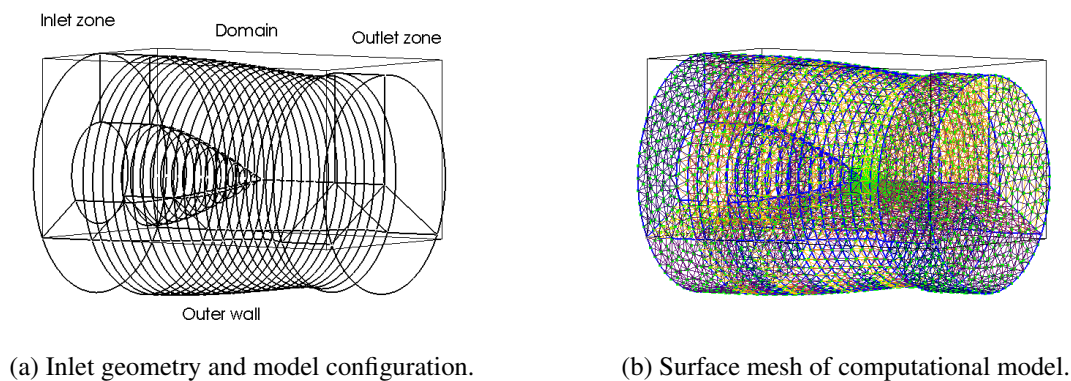 Inlet zone
Domain
Outlet zone
Outer wall
(a) Inlet geometry and model configuration.
(b) Surface mesh of computational model.